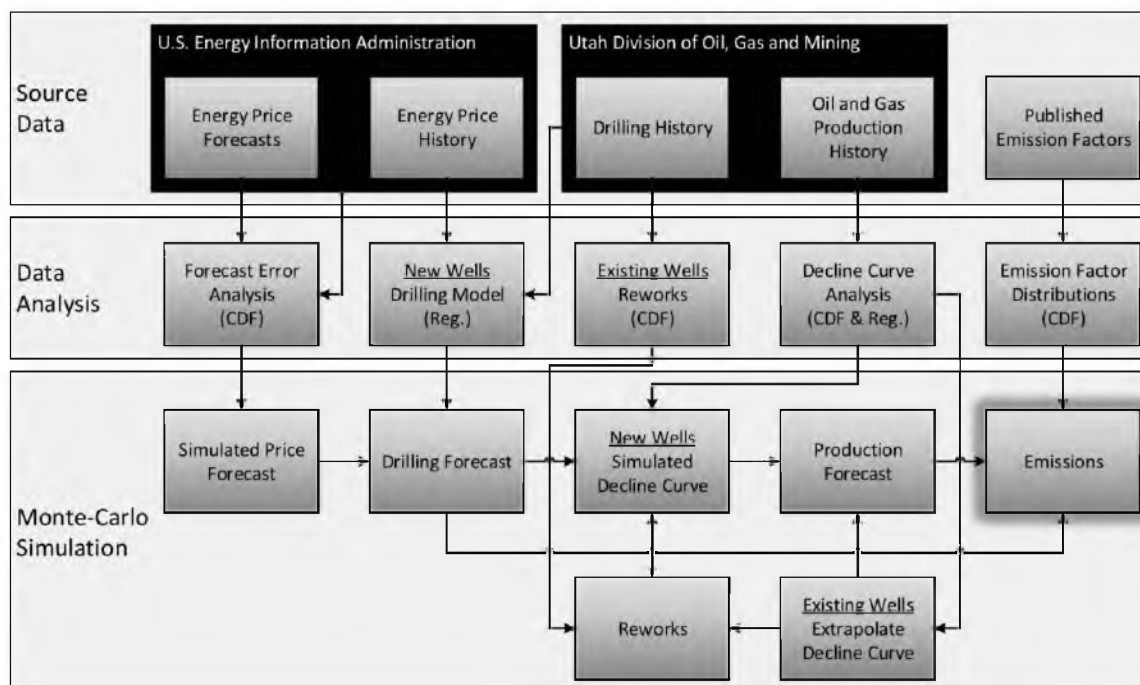 U.S. Energy Information Administration
Utah Division of Oil, Gas and Mining
Source
Data
Energy Price
Forecasts
Energy Price
History
Drilling History
Oil and Gas
Production
History
Published
Emission Factors
Data
Analysis
Forecast Error
Analysis
(CDF)
New Wells
Drilling Model
(Reg.)
Existing Wells
Reworks
(CDF)
Decline Curve
Analysis
(CDF & Reg.)
Emission Factor
Distributions
(CDF)
Monte-Carlo
Simulation
Simulated Price
Forecast
Drilling Forecast
New Wells
Simulated
Decline Curve
Production
Forecast
Emissions
Reworks
Existing Wells
Extrapolate
Decline Curve